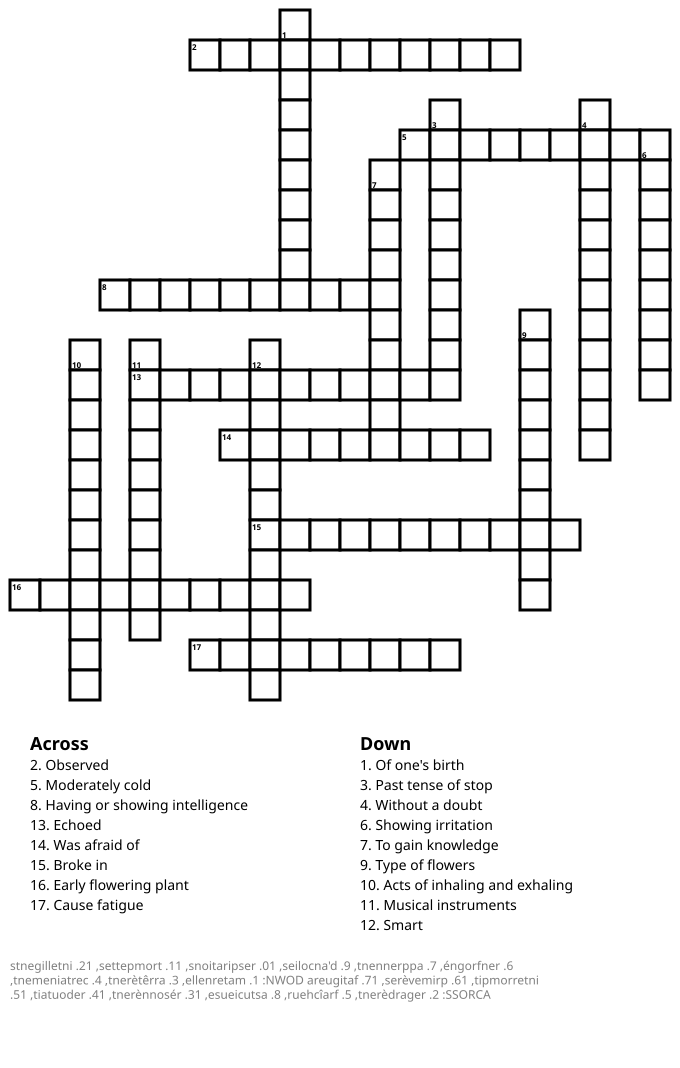 1
2
3
4
5
6
7
8
9
10
11
12
13
14
15
16
17
Across
2. Observed
5. Moderately cold
8. Having or showing intelligence
13. Echoed
14. Was afraid of
15. Broke in
16. Early flowering plant
17. Cause fatigue
Down
1. Of one's birth
3. Past tense of stop
4. Without a doubt
6. Showing irritation
7. To gain knowledge
9. Type of flowers
10. Acts of inhaling and exhaling
11. Musical instruments
12. Smart
stnegilletni .21 ,settepmort .11 ,snoitaripser .01 ,seilocna'd .9 ,tnennerppa .7 ,éngorfner .6
,tnemeniatrec .4 ,tnerètêrra .3 ,ellenretam .1 :NWOD areugitaf .71 ,serèvemirp .61 ,tipmorretni
.51 ,tiatuoder .41 ,tnerènnosér .31 ,esueicutsa .8 ,ruehcîarf .5 ,tnerèdrager .2 :SSORCA